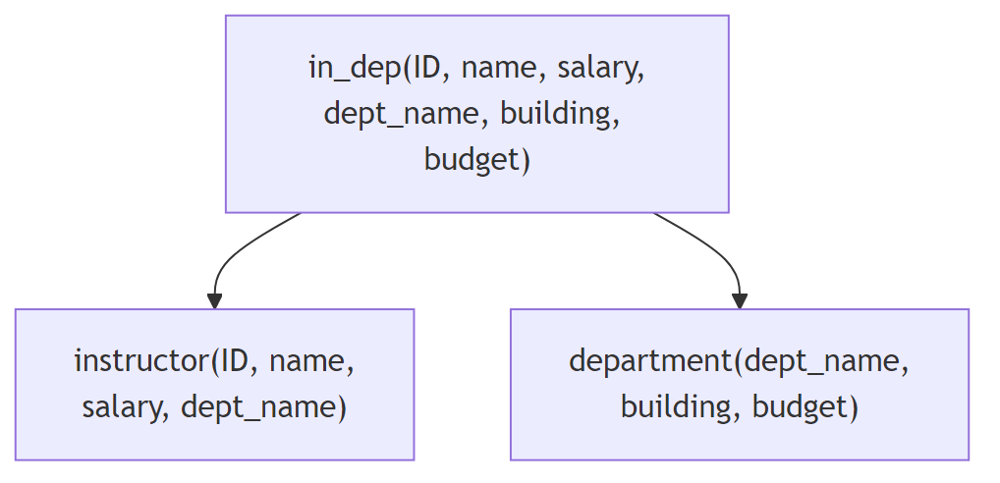 in_dep(ID, name, salary,
dept_name, building,
budget)
instructor(ID, name,
salary, dept_name)
department(dept_name,
building, budget)